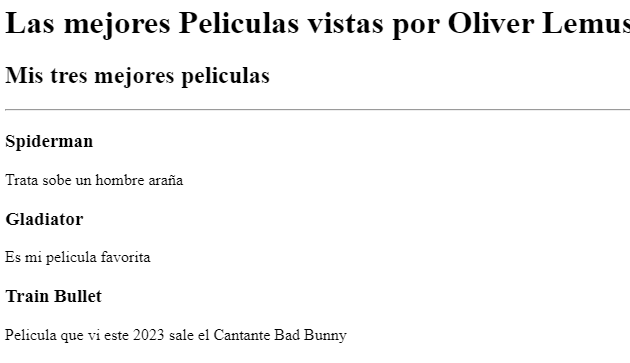 Las mejores Peliculas vistas por Oliver Lemus
Mis tres mejores peliculas
Spiderman
Trata sobe un hombre araña
Gladiator
Es mi pelicula favorita
Train Bullet
Pelicula que vi este 2023 sale el Cantante Bad Bunny